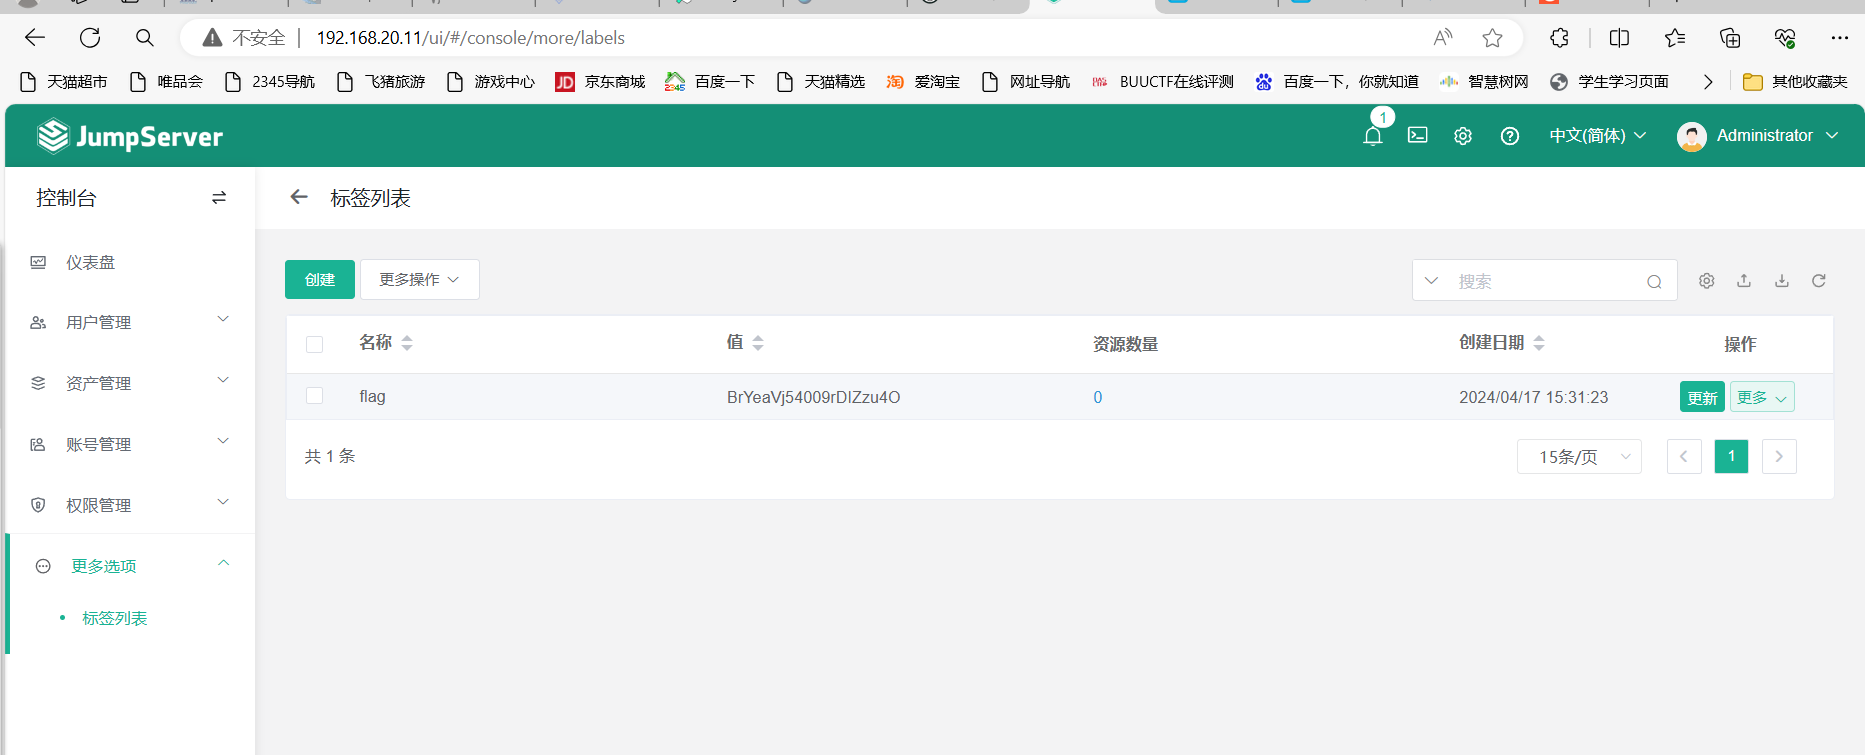 不安全 192.168.20.11/ui/#/console/more/labels
天猫超市 唯品会 2345导航 飞猪旅游 游戏中心 京东商城 百度一下 天猫精选 爱淘宝 网址导航 BUUCTF在线评测 百度一下，你就知道 智慧树网 学生学习页面 其他收藏夹
JumpServer 1 中文(简体) Administrator
控制台
仪表盘
用户管理
资产管理
账号管理
权限管理
更多选项
标签列表
标签列表
创建 更多操作 搜索
名称 值 资源数量 创建日期 操作
flag BrYeaVj54009rDIZzu4O 0 2024/04/17 15:31:23 更新 更多
共 1 条 15条/页 1